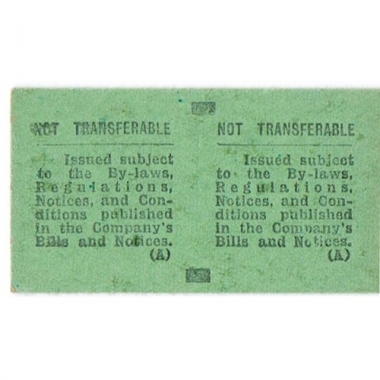 NOT TRANSFERABLE
Issued subject
to the By-laws,
Regulations,
Notices, and Con-
ditions published
in the Company's
Bills and Notices.
(A)
NOT TRANSFERABLE
Issued subject
to the By-laws,
Regulations,
Notices, and Con-
ditions published
in the Company's
Bills and Notices.
(A)